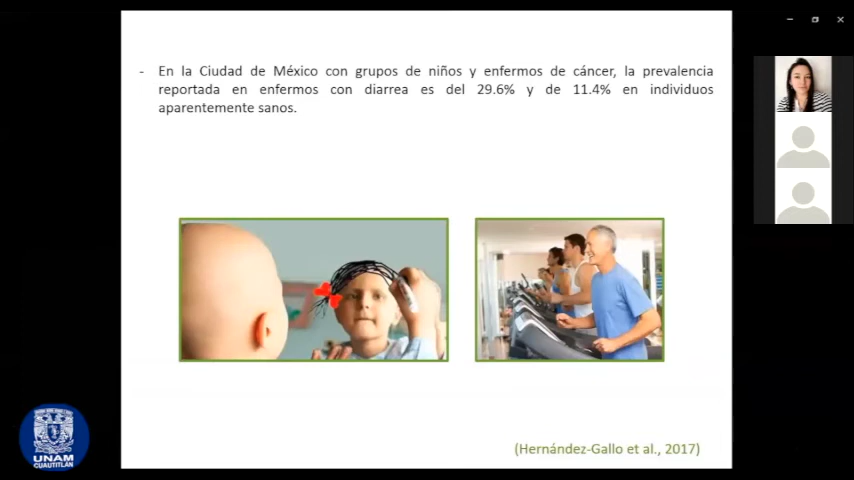 - En la Ciudad de México con grupos de niños y enfermos de cáncer, la prevalencia
reportada en enfermos con diarrea es del 29.6% y de 11.4% en individuos
aparentemente sanos.
(Hernández-Gallo et al., 2017)
UNAM
CUAUTITLÁN